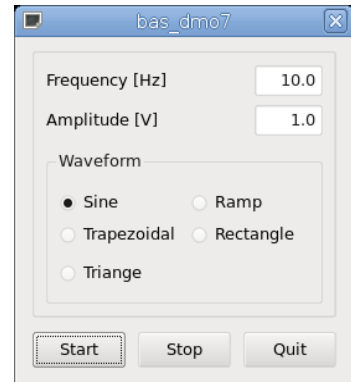 bas_dmo7
Frequency [Hz] 10.0
Amplitude [V] 1.0
Waveform
Sine Ramp
Trapezoidal Rectangle
Triange
Start Stop Quit